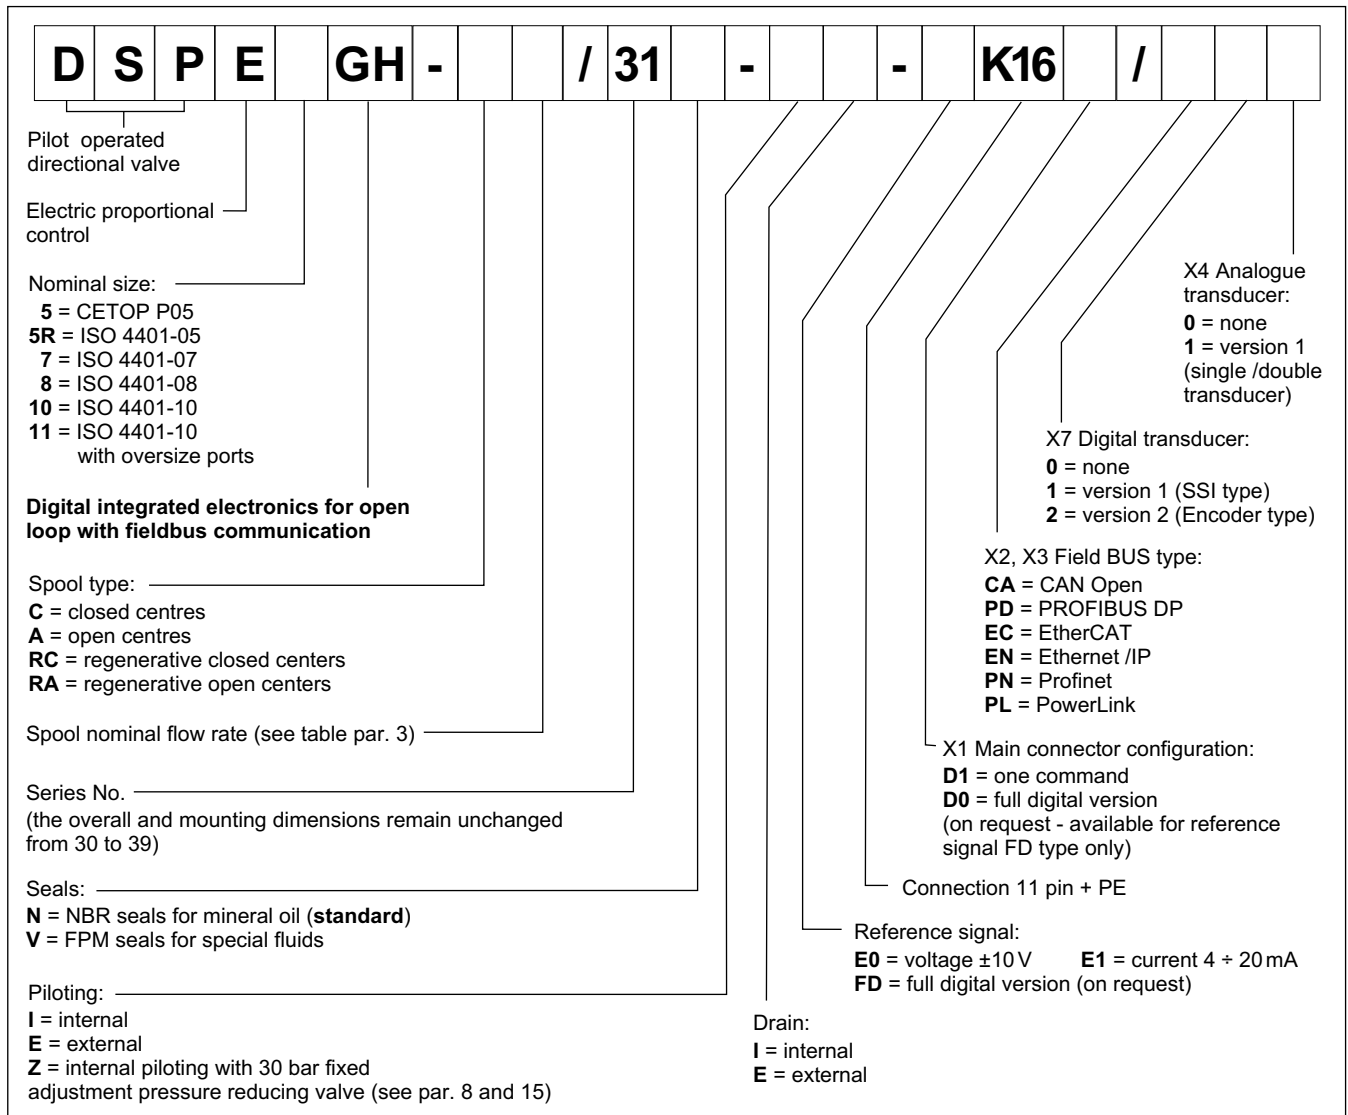 D S P E GH - / 31 - - K16 /
Pilot operated
directional valve
Electric proportional
control
Nominal size:
5 = CETOP P05
5R = ISO 4401-05
7 = ISO 4401-07
8 = ISO 4401-08
10 = ISO 4401-10
11 = ISO 4401-10
with oversize ports
Digital integrated electronics for open
loop with fieldbus communication
Spool type:
C = closed centres
A = open centres
RC = regenerative closed centers
RA = regenerative open centers
Spool nominal flow rate (see table par. 3)
Series No.
(the overall and mounting dimensions remain unchanged
from 30 to 39)
Seals:
N = NBR seals for mineral oil (standard)
V = FPM seals for special fluids
Piloting:
I = internal
E = external
Z = internal piloting with 30 bar fixed
adjustment pressure reducing valve (see par. 8 and 15)
X4 Analogue
transducer:
0 = none
1 = version 1
(single /double
transducer)
X7 Digital transducer:
0 = none
1 = version 1 (SSI type)
2 = version 2 (Encoder type)
X2, X3 Field BUS type:
CA = CAN Open
PD = PROFIBUS DP
EC = EtherCAT
EN = Ethernet /IP
PN = Profinet
PL = PowerLink
X1 Main connector configuration:
D1 = one command
D0 = full digital version
(on request - available for reference
signal FD type only)
Connection 11 pin + PE
Reference signal:
E0 = voltage ±10 V E1 = current 4 ÷ 20 mA
FD = full digital version (on request)
Drain:
I = internal
E = external